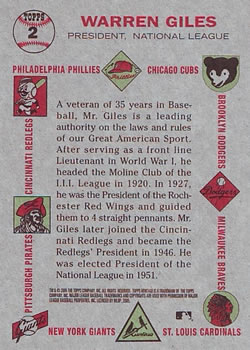 TOPPS
2
WARREN GILES
PRESIDENT, NATIONAL LEAGUE
PHILADELPHIA PHILLIES
CHICAGO CUBS
CINCINNATI REDLEGS
BROOKLYN DODGERS
Phillies
Dodgers
A veteran of 35 years in Base-
ball, Mr. Giles is a leading
authority on the laws and rules
of our Great American Sport.
After serving as a front line
Lieutenant in World War I, he
headed the Moline Club of the
I.I.I. League in 1920. In 1927, he
was the President of the Roch-
ester Red Wings and guided
them to 4 straight pennants. Mr.
Giles later joined the Cincin-
nati Redlegs and became the
Redlegs' President in 1946. He
was elected President of the
National League in 1951.
PITTSBURGH PIRATES
MILWAUKEE BRAVES
NEW YORK GIANTS
ST. LOUIS CARDINALS
Cardinals